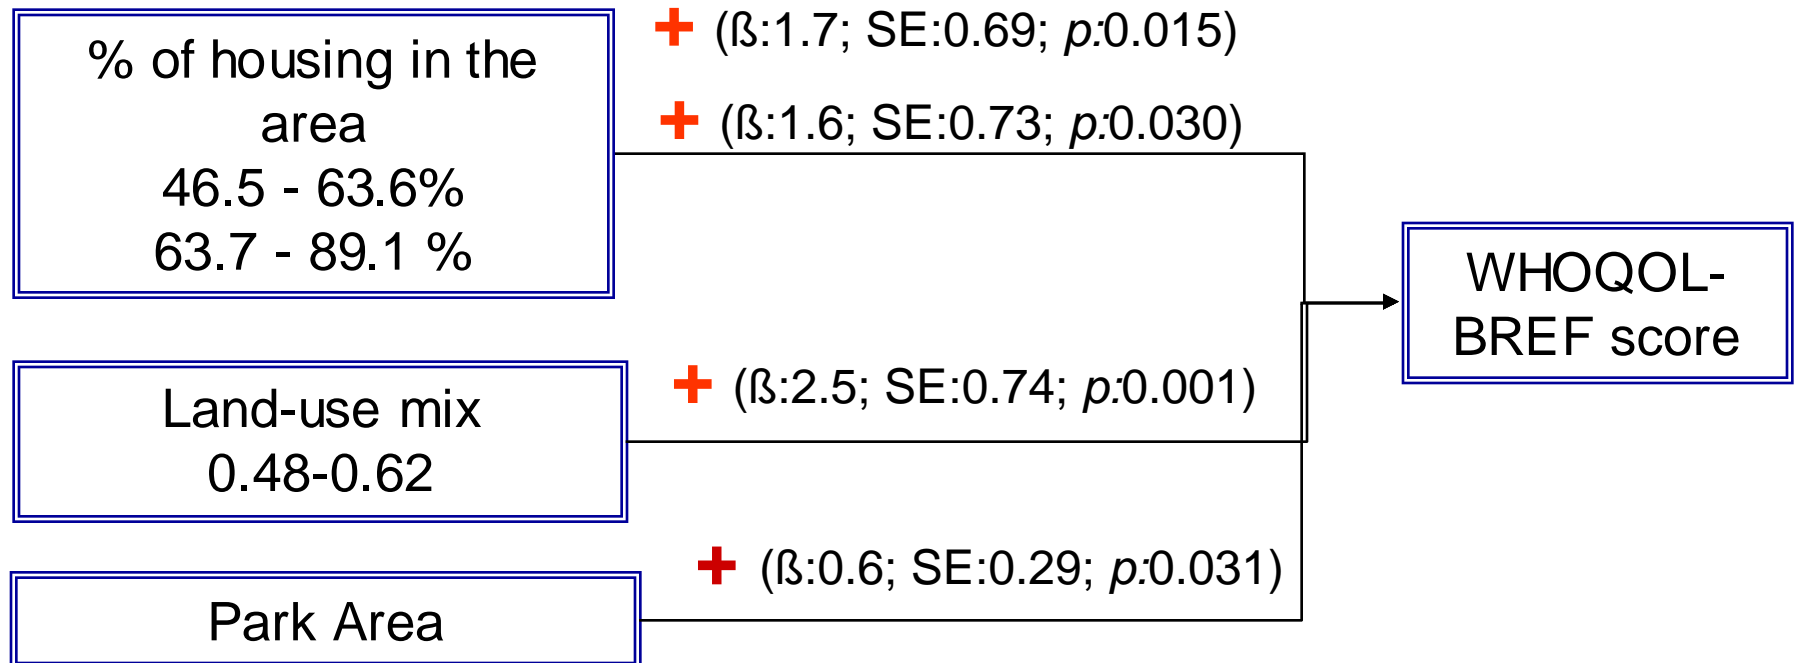 % of housing in the
area
46.5 - 63.6%
63.7 - 89.1 %
+ (ß:1.7; SE:0.69; p:0.015)
+ (ß:1.6; SE:0.73; p:0.030)
Land-use mix
0.48-0.62
+ (ß:2.5; SE:0.74; p:0.001)
Park Area
+ (ß:0.6; SE:0.29; p:0.031)
WHOQOL-
BREF score